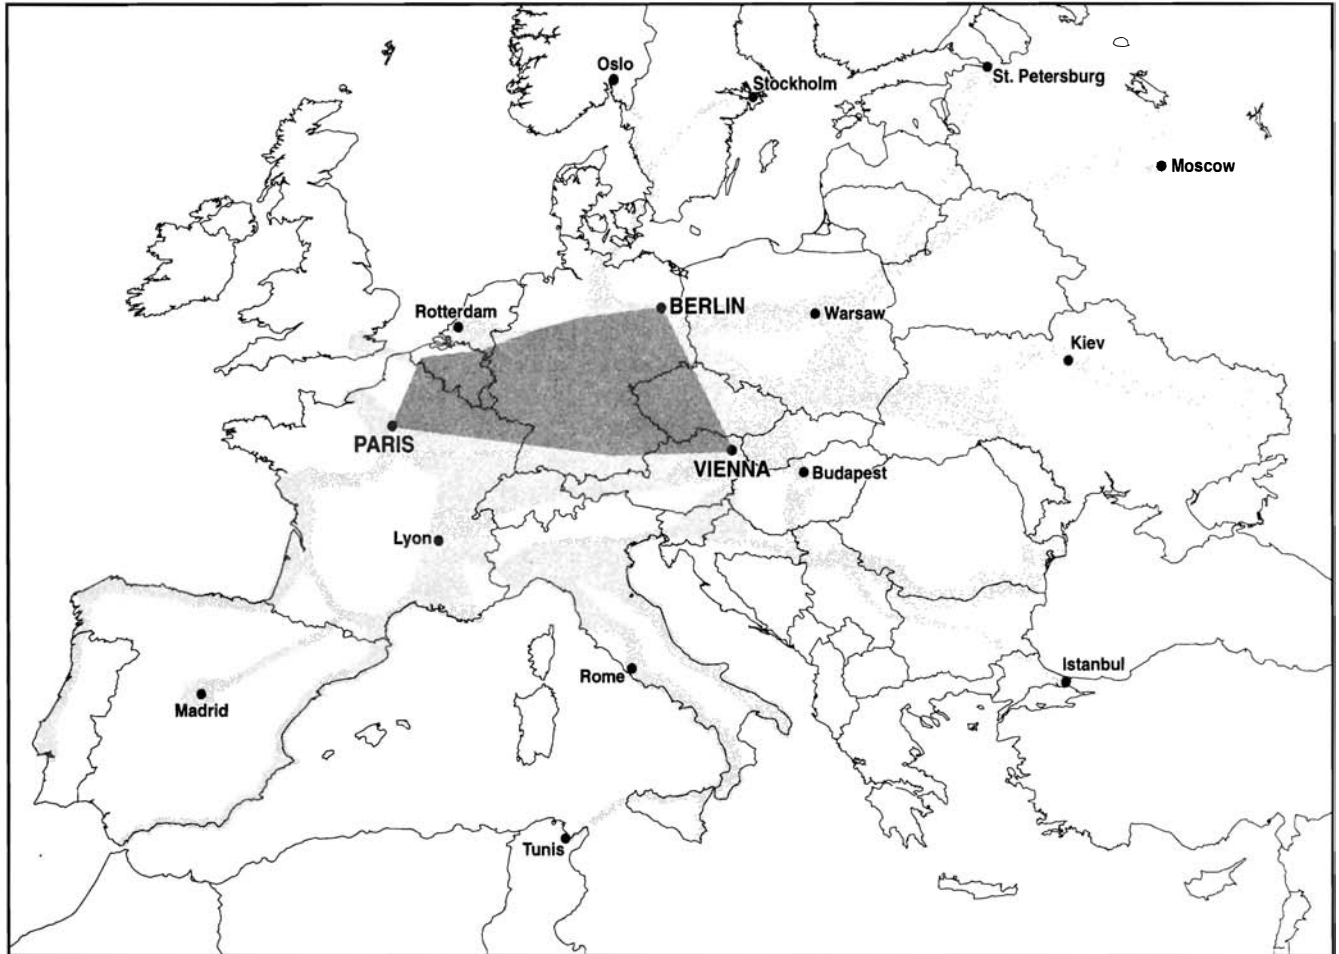 Oslo
Stockholm
St. Petersburg
Moscow
Rotterdam
BERLIN
Warsaw
Kiev
PARIS
VIENNA
Budapest
Lyon
Istanbul
Rome
Madrid
Tunis